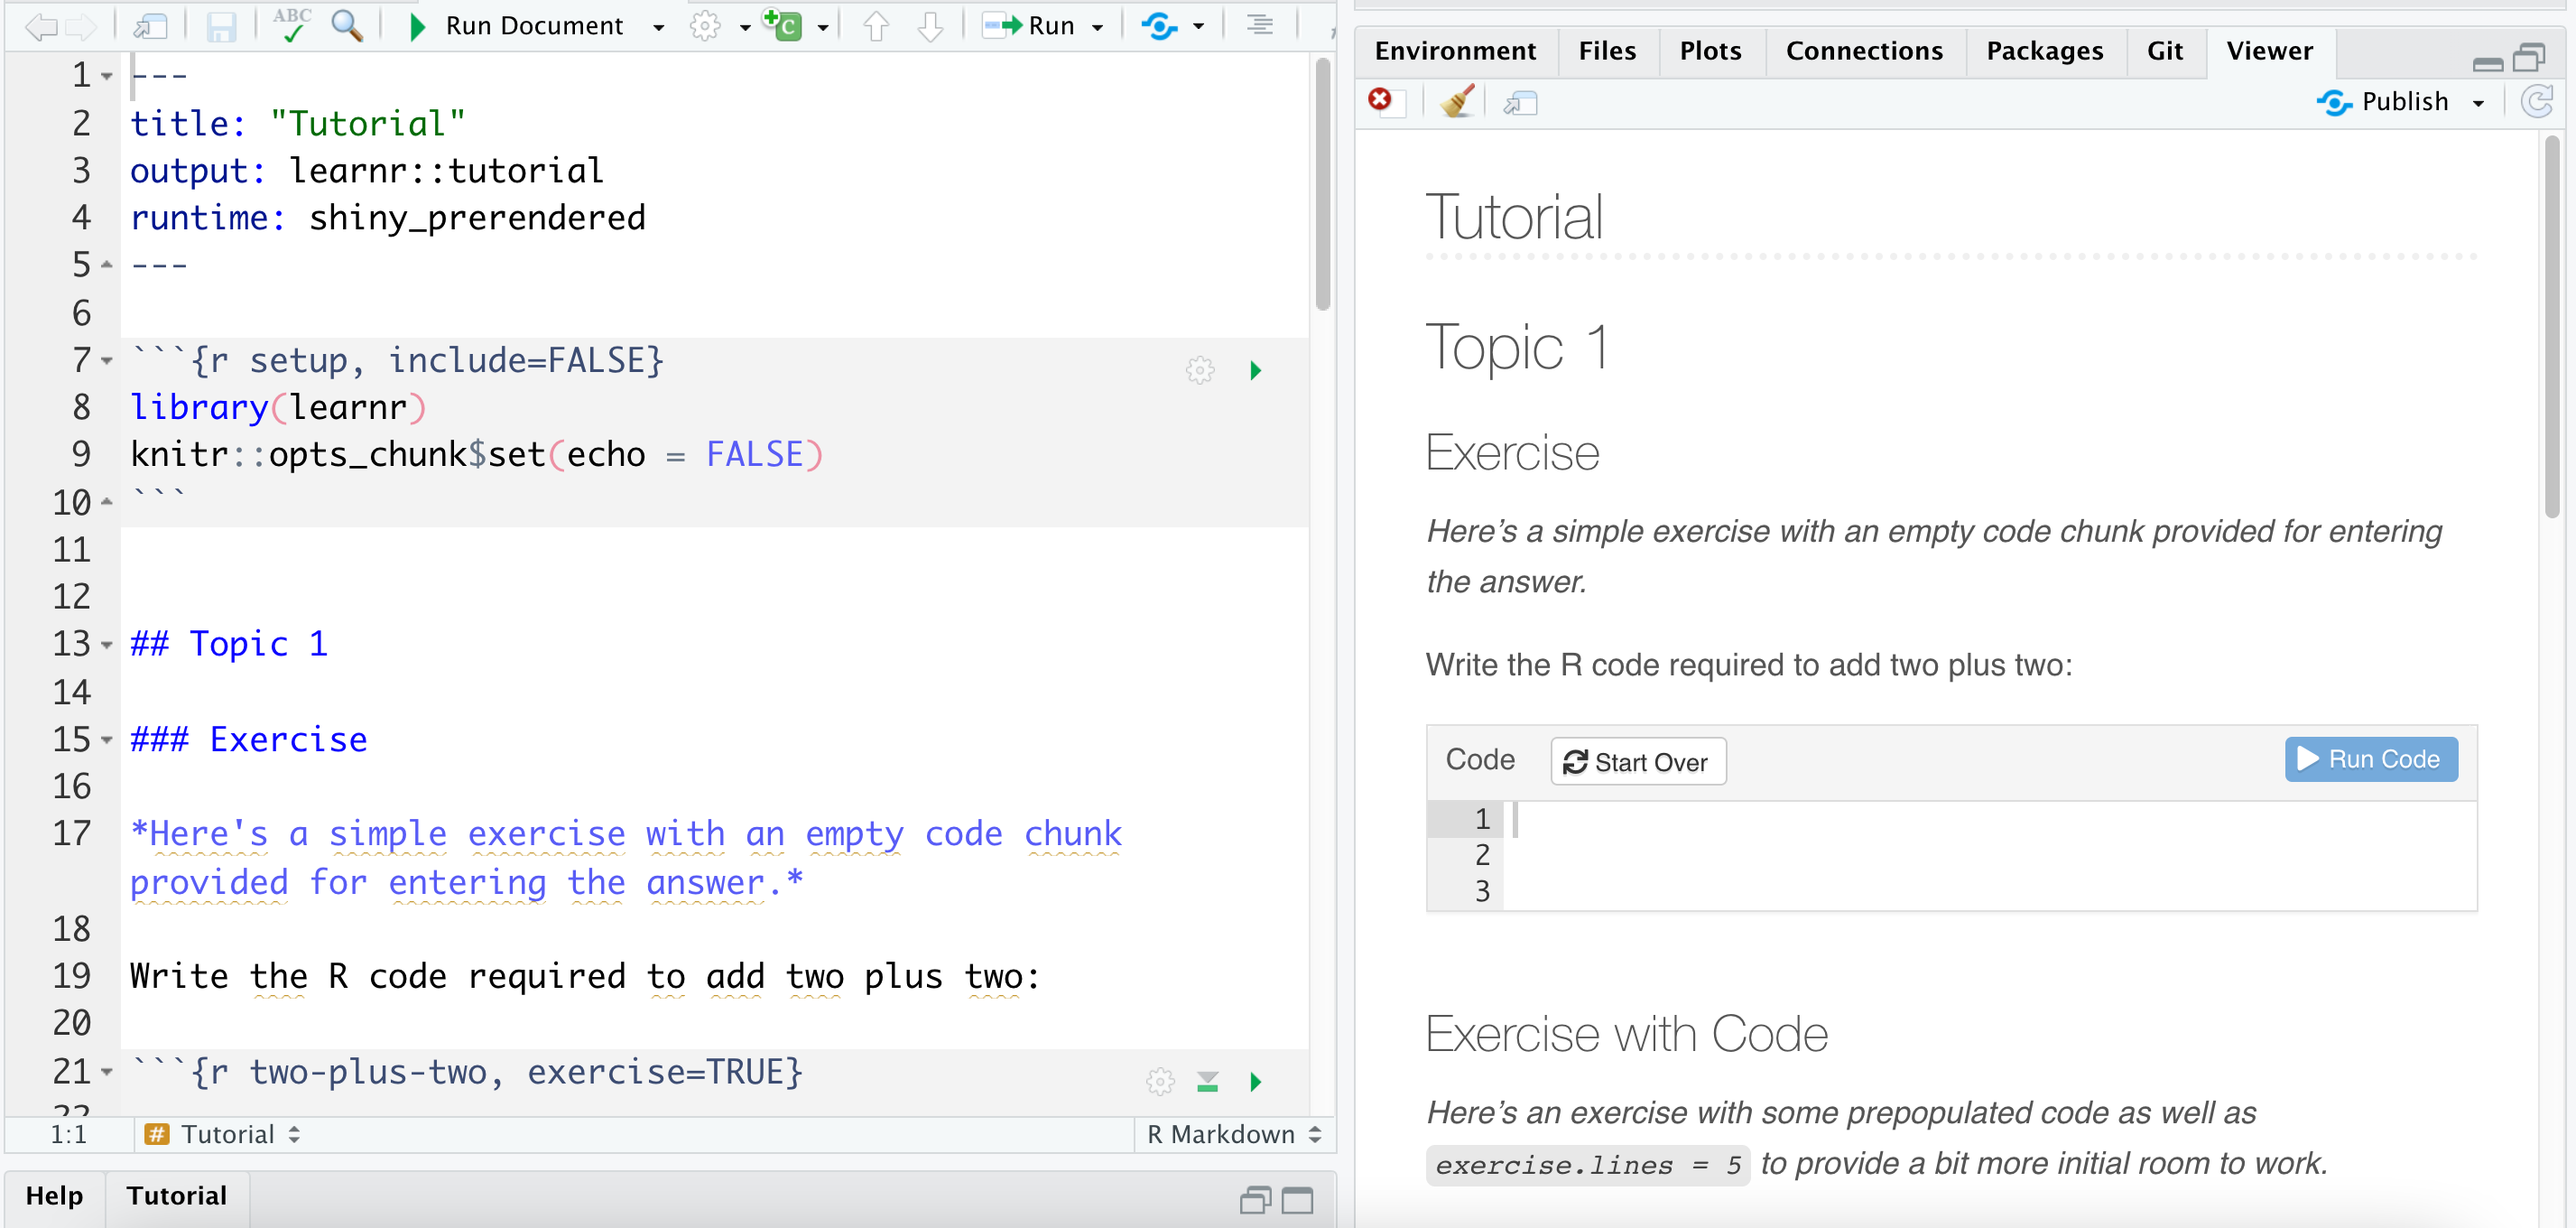 ABC
Run Document
C
Run
1 ---
2 title: "Tutorial"
3 output: learnr::tutorial
4 runtime: shiny_prerendered
5 ---
6
7 ```{r setup, include=FALSE}
8 library(learnr)
9 knitr::opts_chunk$set(echo = FALSE)
10 ```
11
12
13 ## Topic 1
14
15 ### Exercise
16
17 *Here's a simple exercise with an empty code chunk
provided for entering the answer.*
18
19 Write the R code required to add two plus two:
20
21 ```{r two-plus-two, exercise=TRUE}
22
1:1 # Tutorial R Markdown
Help Tutorial
Environment Files Plots Connections Packages Git Viewer
Publish
Tutorial
Topic 1
Exercise
Here’s a simple exercise with an empty code chunk provided for entering
the answer.
Write the R code required to add two plus two:
Code Start Over Run Code
1
2
3
Exercise with Code
Here’s an exercise with some prepopulated code as well as
exercise.lines = 5 to provide a bit more initial room to work.